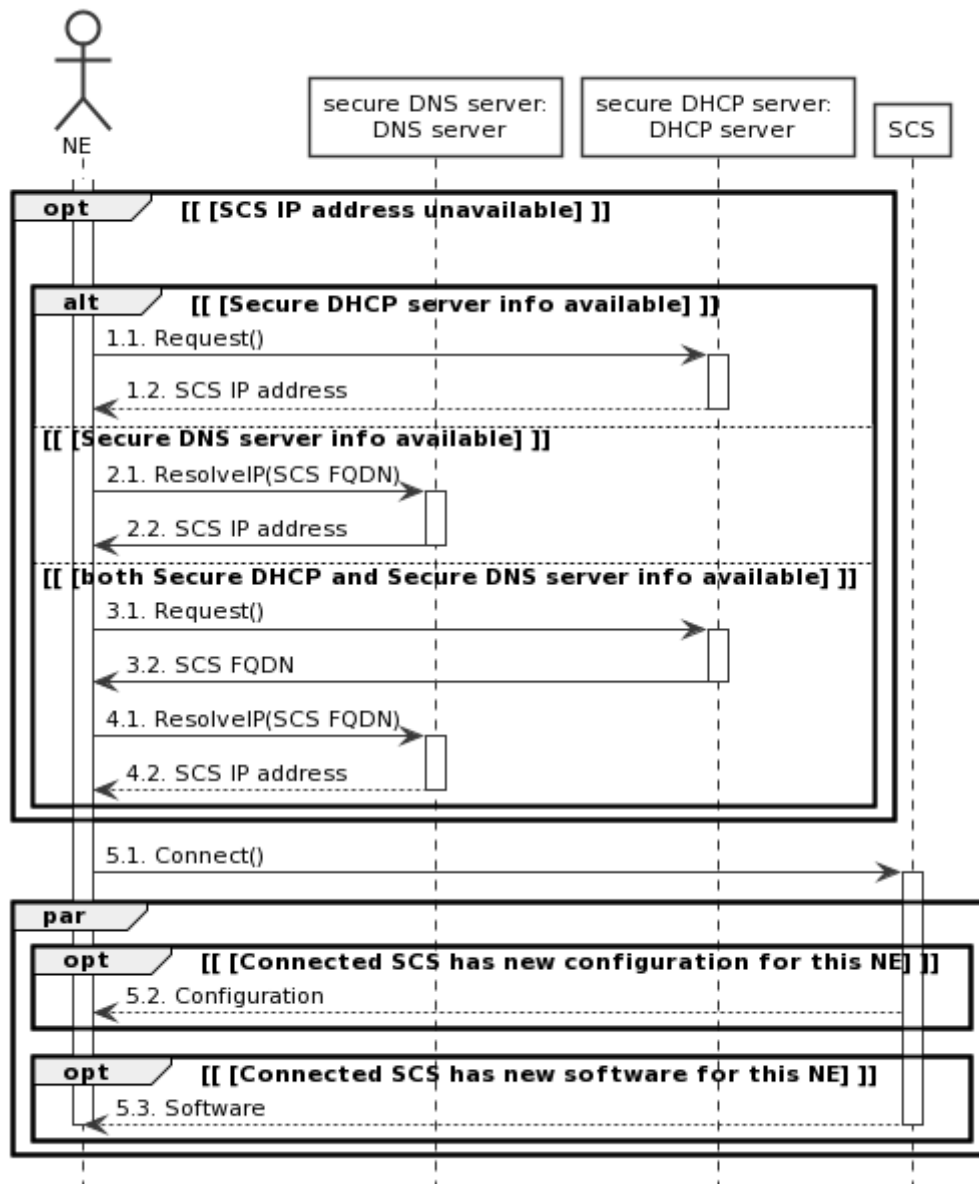 NE
secure DNS server:
DNS server
secure DHCP server:
DHCP server
SCS
opt
[[ [SCS IP address unavailable] ]]
alt
[[ [Secure DHCP server info available] ]]
1.1. Request()
1.2. SCS IP address
[[ [Secure DNS server info available] ]]
2.1. ResolveIP(SCS FQDN)
2.2. SCS IP address
[[ [both Secure DHCP and Secure DNS server info available] ]]
3.1. Request()
3.2. SCS FQDN
4.1. ResolveIP(SCS FQDN)
4.2. SCS IP address
5.1. Connect()
par
opt
[[ [Connected SCS has new configuration for this NE] ]]
5.2. Configuration
opt
[[ [Connected SCS has new software for this NE] ]]
5.3. Software